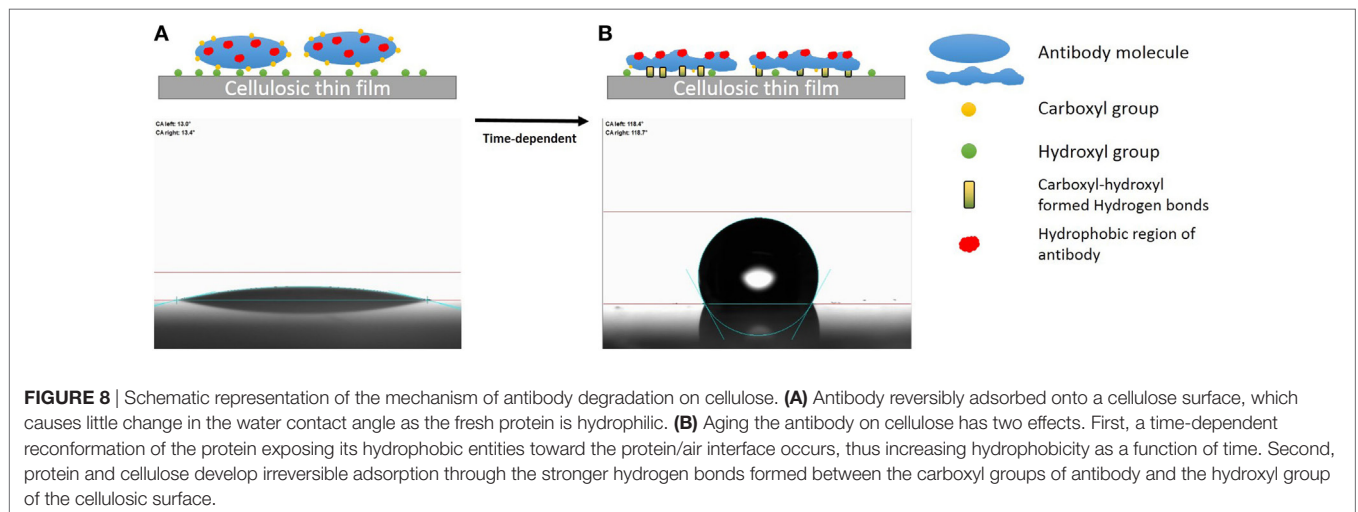 A
Cellulosic thin film
CA left: 13.0°
CA right: 13.4°
Time-dependent
B
Cellulosic thin film
CA left: 118.4°
CA right: 118.7°
Antibody molecule
Carboxyl group
Hydroxyl group
Carboxyl-hydroxyl
formed Hydrogen bonds
Hydrophobic region of
antibody
FIGURE 8 | Schematic representation of the mechanism of antibody degradation on cellulose. (A) Antibody reversibly adsorbed onto a cellulose surface, which
causes little change in the water contact angle as the fresh protein is hydrophilic. (B) Aging the antibody on cellulose has two effects. First, a time-dependent
reconformation of the protein exposing its hydrophobic entities toward the protein/air interface occurs, thus increasing hydrophobicity as a function of time. Second,
protein and cellulose develop irreversible adsorption through the stronger hydrogen bonds formed between the carboxyl groups of antibody and the hydroxyl group
of the cellulosic surface.